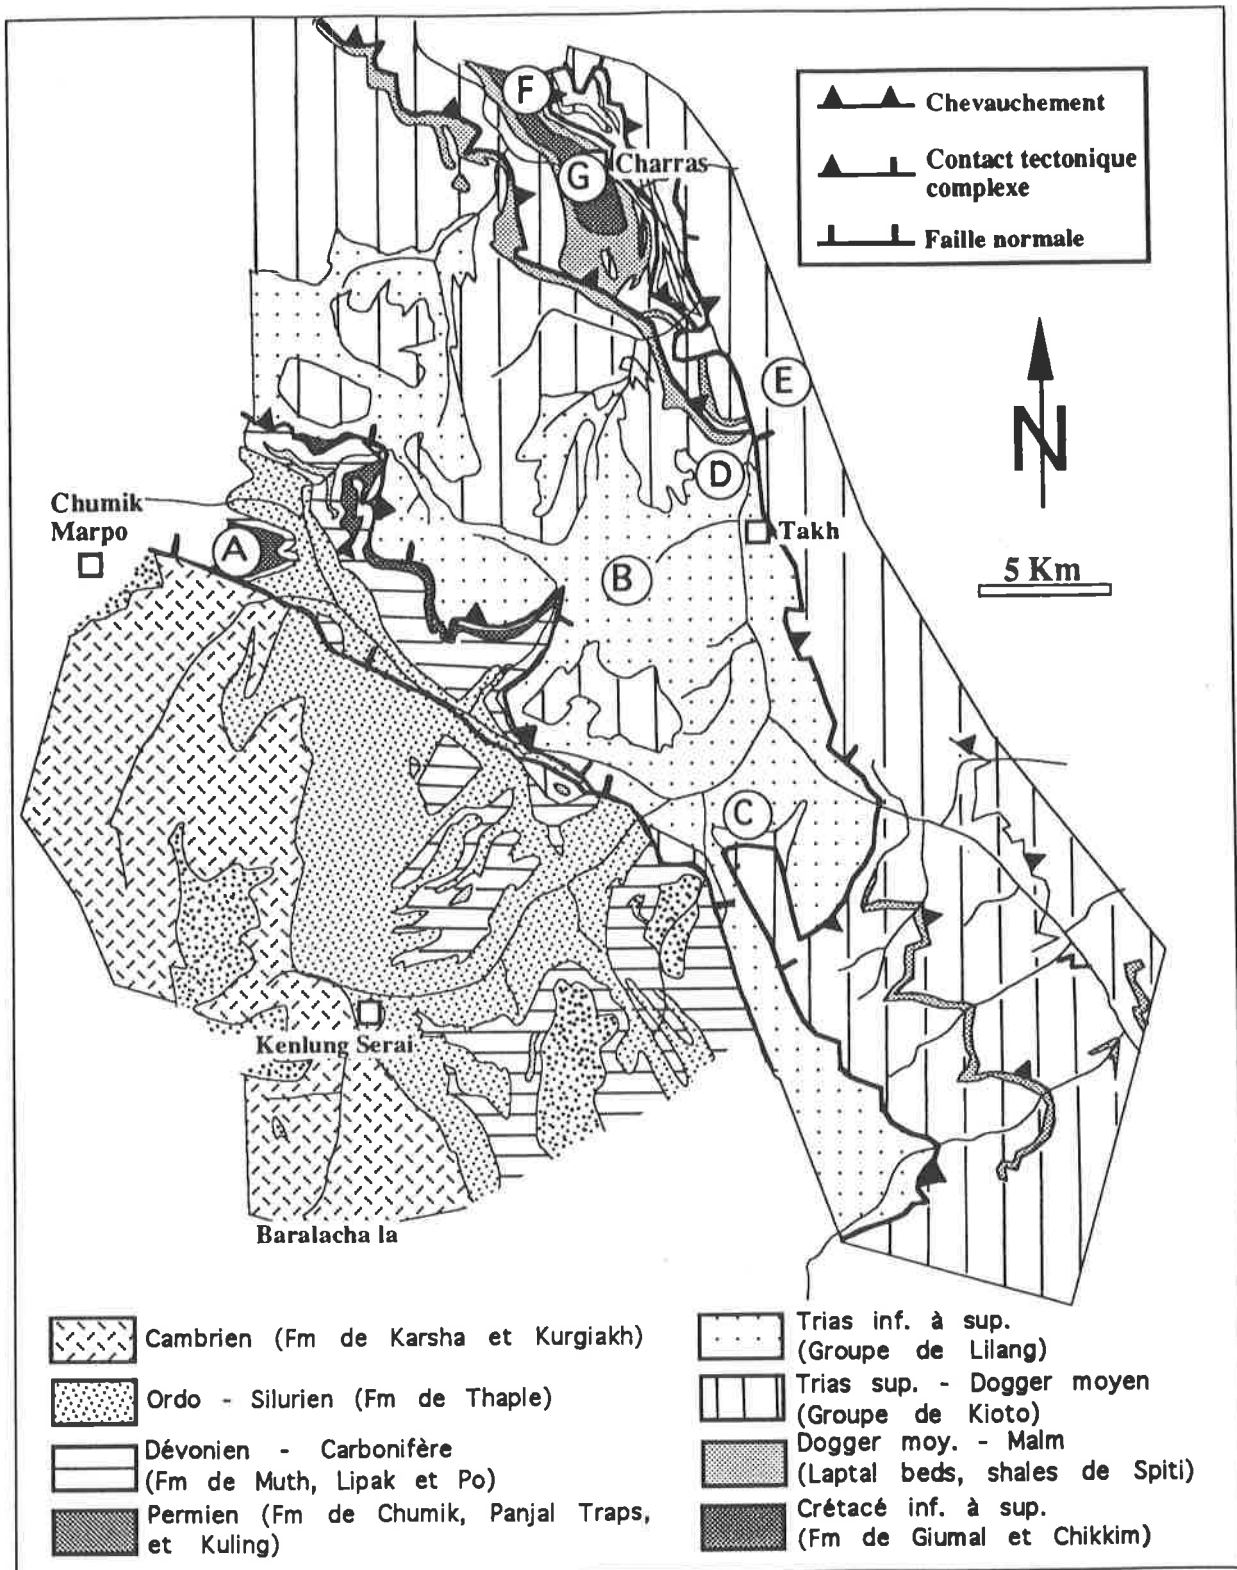 F
Chevauchement
Contact tectonique
complexe
Faille normale
Charras
G
E
N
D
Chumik
Marpo
A
Takh
B
5 Km
C
Kenlung Serai
Baralacha la
Cambrien (Fm de Karsha et Kurgiakh)
Ordo - Silurien (Fm de Thaple)
Dévonien - Carbonifère
(Fm de Muth, Lipak et Po)
Permien (Fm de Chumik, Panjal Traps,
et Kuling)
Trias inf. à sup.
(Groupe de Lilang)
Trias sup. - Dogger moyen
(Groupe de Kioto)
Dogger moy. - Malm
(Laptal beds, shales de Spiti)
Crétacé inf. à sup.
(Fm de Giumal et Chikkim)